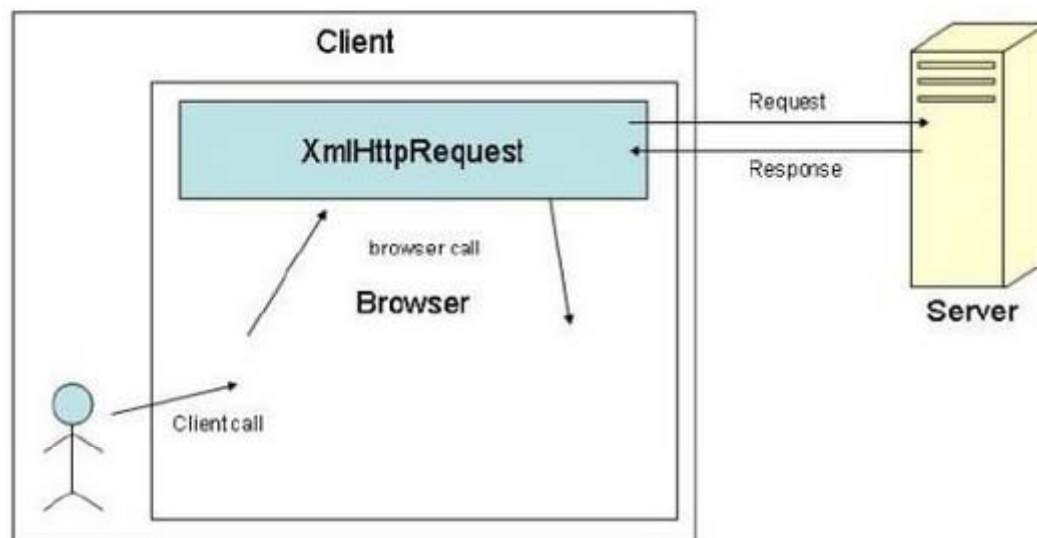 Client
XmlHttpRequest
Request
Response
browser call
Browser
Server
Client call